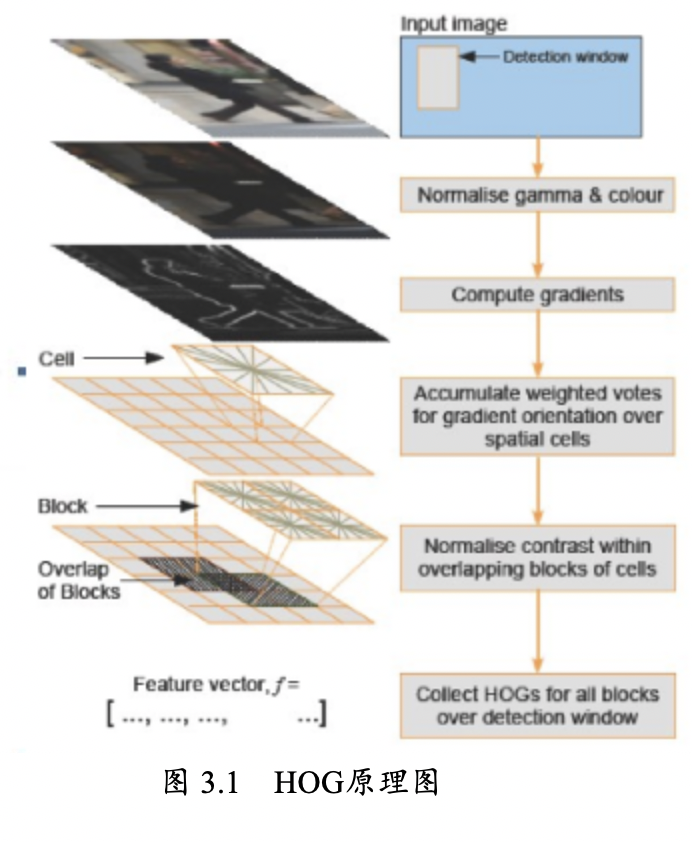 Input image
Detection window
Normalise gamma & colour
Compute gradients
Cell
Accumulate weighted votes
for gradient orientation over
spatial cells
Block
Normalise contrast within
overlapping blocks of cells
Overlap
of Blocks
Feature vector, f =
[ ..., ..., ..., ...]
Collect HOGs for all blocks
over detection window
图 3.1 HOG原理图